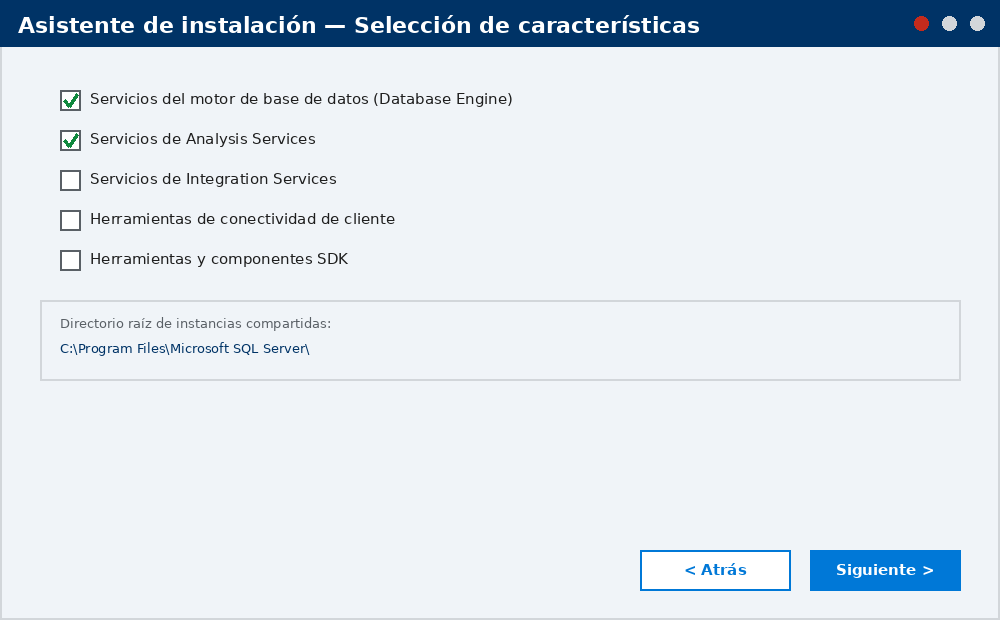 Asistente de instalación — Selección de características
Servicios del motor de base de datos (Database Engine)
Servicios de Analysis Services
Servicios de Integration Services
Herramientas de conectividad de cliente
Herramientas y componentes SDK
Directorio raíz de instancias compartidas:
C:\Program Files\Microsoft SQL Server\
< Atrás
Siguiente >